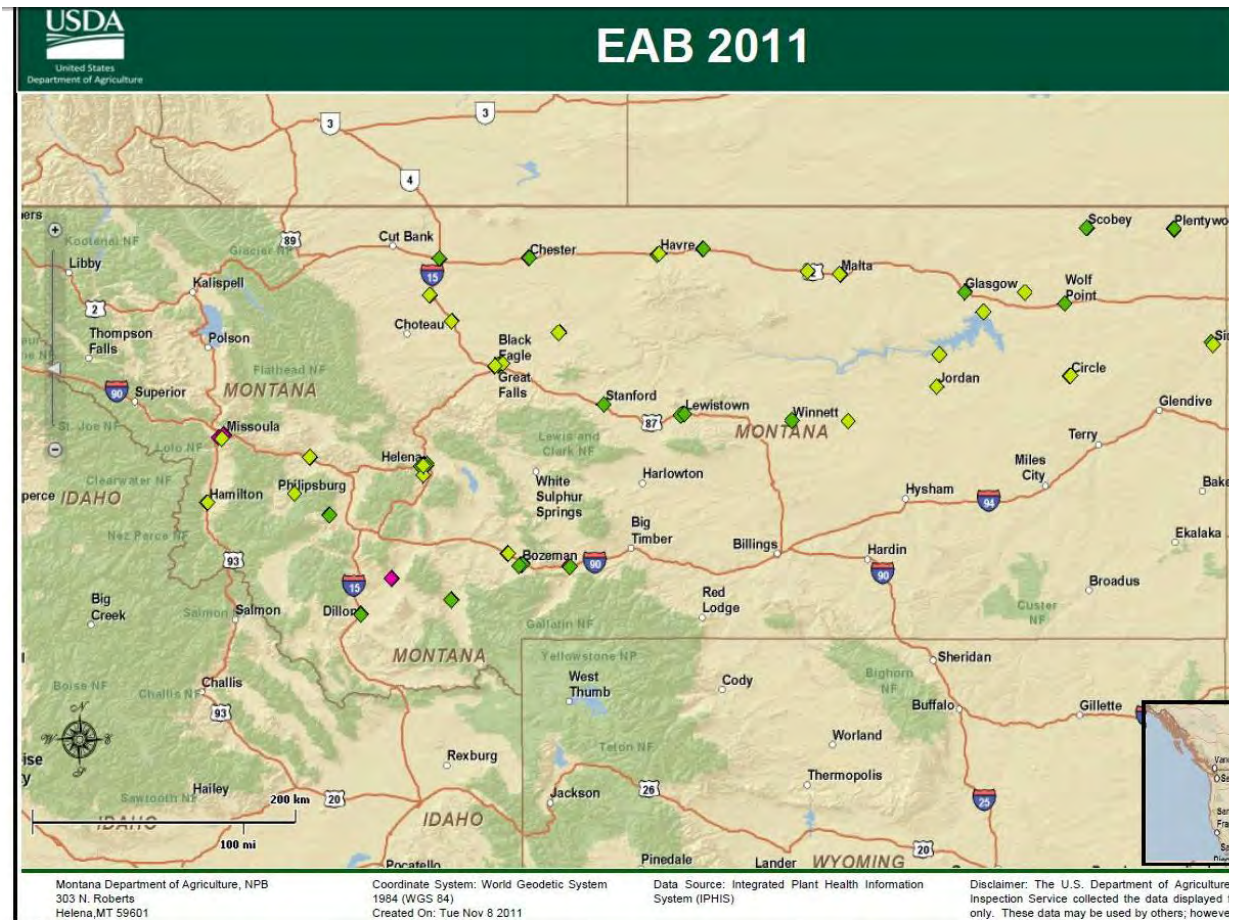 USDA
United States
Department of Agriculture
EAB 2011
3
3
4
Scobey
Plentywo
ers
Kootenai NF
89
Glacier NP
Cut Bank
Chester
Havre
Libby
15
2
Malta
Kalispell
Glasgow
Wolf
Point
2
Choteau
Thompson
Falls
Polson
Black
Eagle
Great
Falls
Flathead NF
Circle
Jordan
90
Superior
MONTANA
Stanford
Lewistown
Winnett
Glendive
St. Joe NF
Missoula
87
MONTANA
Lolo NF
Lewis and
Clark NF
Terry
Helena
Clearwater NF
White
Sulphur
Springs
Harlowton
Miles
City
perce
IDAHO
Hamilton
Philipsburg
Hysham
94
Bake
Nez Perce NF
Big
Timber
Ekalaka
93
Bozeman
90
Billings
Hardin
15
90
Broadus
Big
Creek
Salmon NF
Salmon
Dillon
Red
Lodge
Custer
NF
Gallatin NF
MONTANA
Yellowstone NP
Sheridan
Boise NF
Challis
Challis NF
West
Thumb
Cody
Bighorn
NF
93
Buffalo
Gillette
N
W
E
S
Worland
Teton NF
Rexburg
Thermopolis
Hailey
Sawtooth NF
200 km
20
Jackson
26
25
IDAHO
IDAHO
100 mi
20
Pocatello
Pinedale
Lander
WYOMING
Montana Department of Agriculture, NPB
303 N. Roberts
Helena,MT 59601
Coordinate System: World Geodetic System
1984 (WGS 84)
Created On: Tue Nov 8 2011
Data Source: Integrated Plant Health Information
System (IPHIS)
Disclaimer: The U.S. Department of Agriculture
Inspection Service collected the data displayed
only. These data may be used by others; howeve